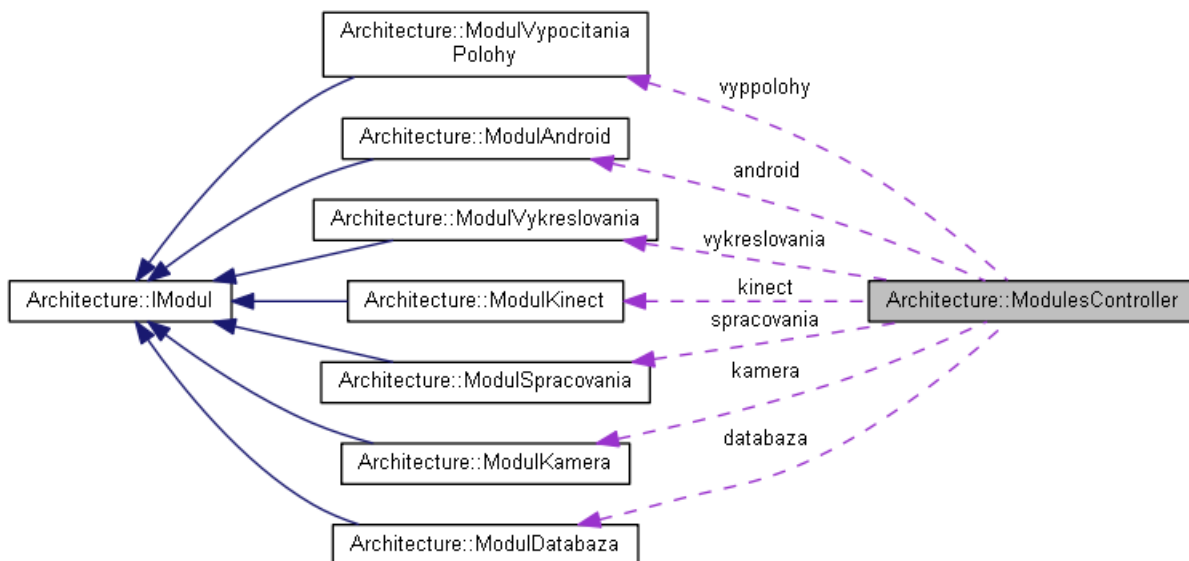 Architecture::ModulVypocitania
Polohy
vyppolohy
Architecture::ModulAndroid
android
Architecture::ModulVykreslovania
vykreslovania
Architecture::IModul
Architecture::ModulKinect
kinect
Architecture::ModulesController
spracovania
Architecture::ModulSpracovania
kamera
Architecture::ModulKamera
databaza
Architecture::ModulDatabaza